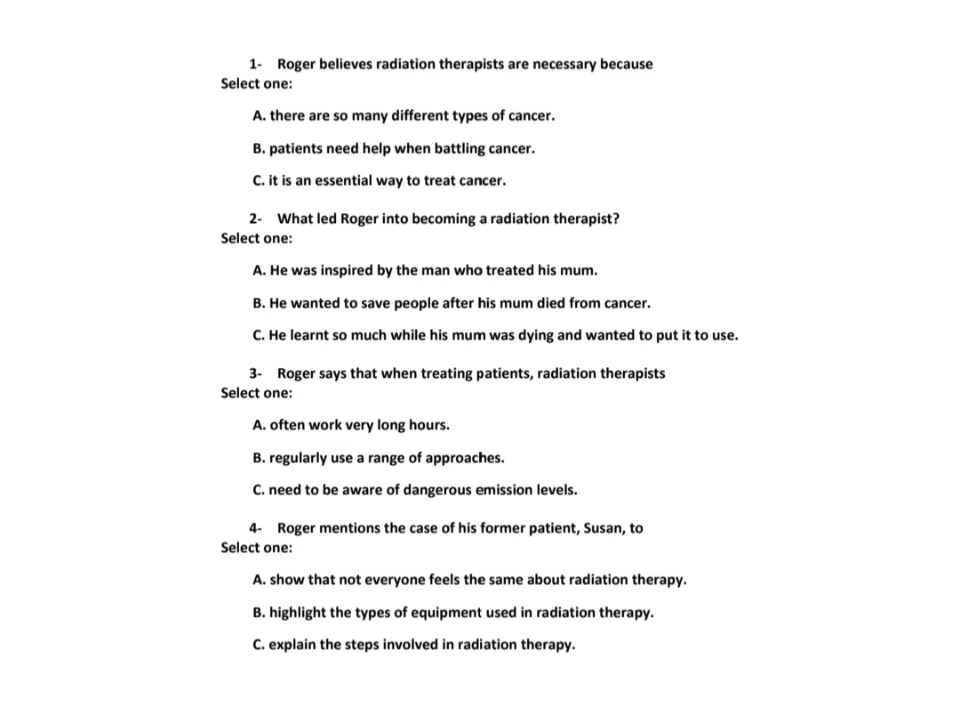 1- Roger believes radiation therapists are necessary because
Select one:
A. there are so many different types of cancer.
B. patients need help when battling cancer.
C. it is an essential way to treat cancer.
2- What led Roger into becoming a radiation therapist?
Select one:
A. He was inspired by the man who treated his mum.
B. He wanted to save people after his mum died from cancer.
C. He learnt so much while his mum was dying and wanted to put it to use.
3- Roger says that when treating patients, radiation therapists
Select one:
A. often work very long hours.
B. regularly use a range of approaches.
C. need to be aware of dangerous emission levels.
4- Roger mentions the case of his former patient, Susan, to
Select one:
A. show that not everyone feels the same about radiation therapy.
B. highlight the types of equipment used in radiation therapy.
C. explain the steps involved in radiation therapy.